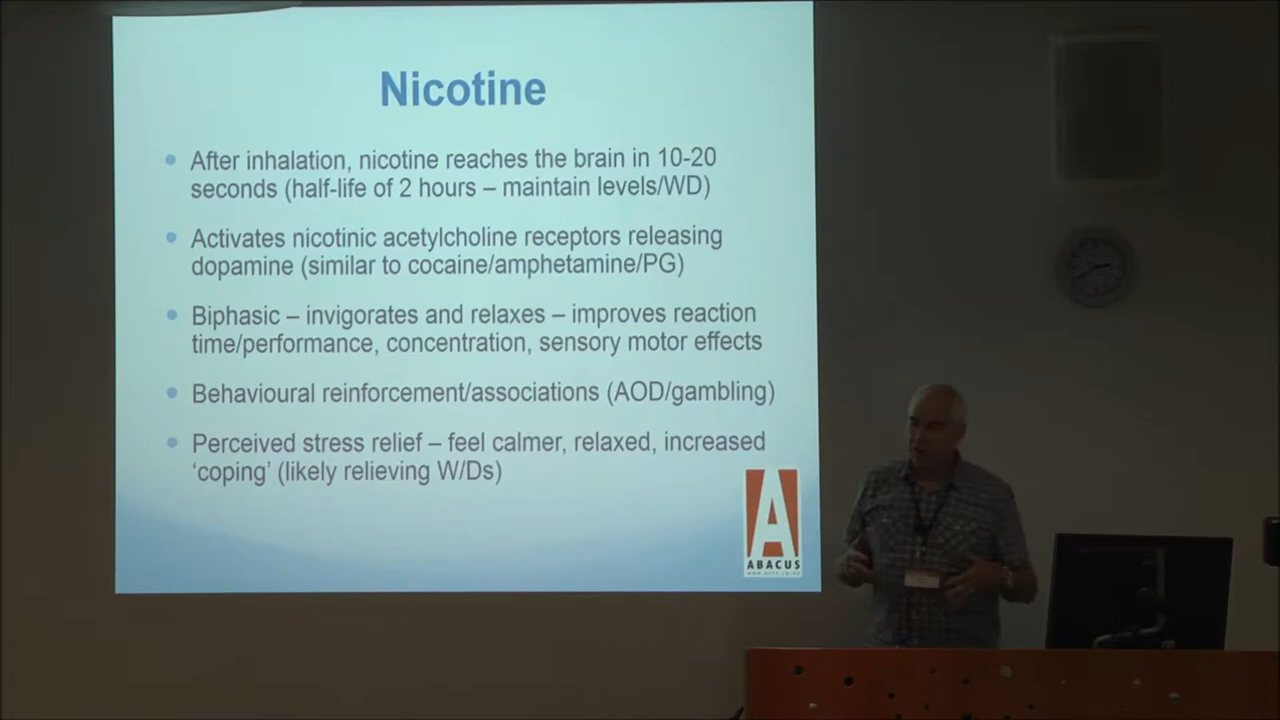 Nicotine
After inhalation, nicotine reaches the brain in 10-20
seconds (half-life of 2 hours – maintain levels/WD)
Activates nicotinic acetylcholine receptors releasing
dopamine (similar to cocaine/amphetamine/PG)
Biphasic – invigorates and relaxes – improves reaction
time/performance, concentration, sensory motor effects
Behavioural reinforcement/associations (AOD/gambling)
Perceived stress relief – feel calmer, relaxed, increased
‘coping’ (likely relieving W/Ds)
A
ABACUS